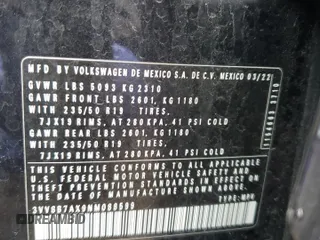 MFD BY VOLKSWAGEN DE MEXICO S.A. DE C.V. MEXICO 03/22
GVWR LBS 5093 KG 2310
GAWR FRONT LBS 2601, KG 1180
WITH 235/50 R19 TIRES,
7JX19 RIMS, AT 280 KPA, 41 PSI COLD
GAWR REAR LBS 2601, KG 1180
WITH 235/50 R19 TIRES,
7JX19 RIMS, AT 280 KPA, 41 PSI COLD
THIS VEHICLE CONFORMS TO ALL APPLICABLE
U.S. FEDERAL MOTOR VEHICLE SAFETY AND
THEFT PREVENTION STANDARDS IN EFFECT ON
THE DATE OF MANUFACTURE SHOWN ABOVE.
TYPE: MPV